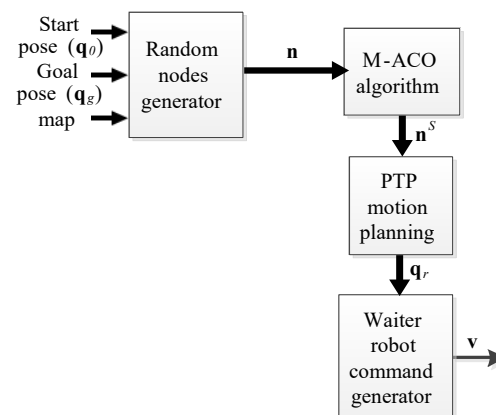 Start
pose (q0)
Goal
pose (qg)
map
Random
nodes
generator
n
M-ACO
algorithm
n^S
PTP
motion
planning
qr
Waiter
robot
command
generator
v